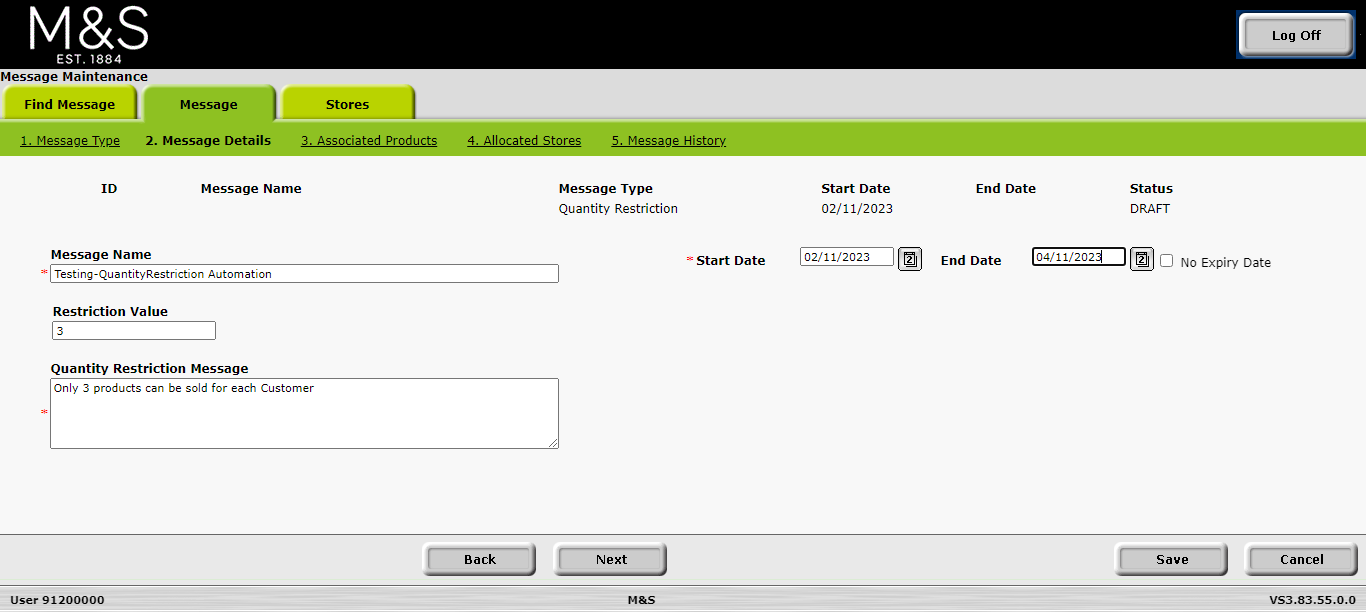 M&S
EST. 1884
Log Off
Message Maintenance
Find Message Message Stores
1. Message Type 2. Message Details 3. Associated Products 4. Allocated Stores 5. Message History
ID Message Name Message Type Start Date End Date Status
Quantity Restriction 02/11/2023 DRAFT
Message Name
* Testing-QuantityRestriction Automation
* Start Date 02/11/2023 End Date 04/11/2023 No Expiry Date
Restriction Value
3
Quantity Restriction Message
Only 3 products can be sold for each Customer
*
Back Next Save Cancel
User 91200000 M&S VS3.83.55.0.0